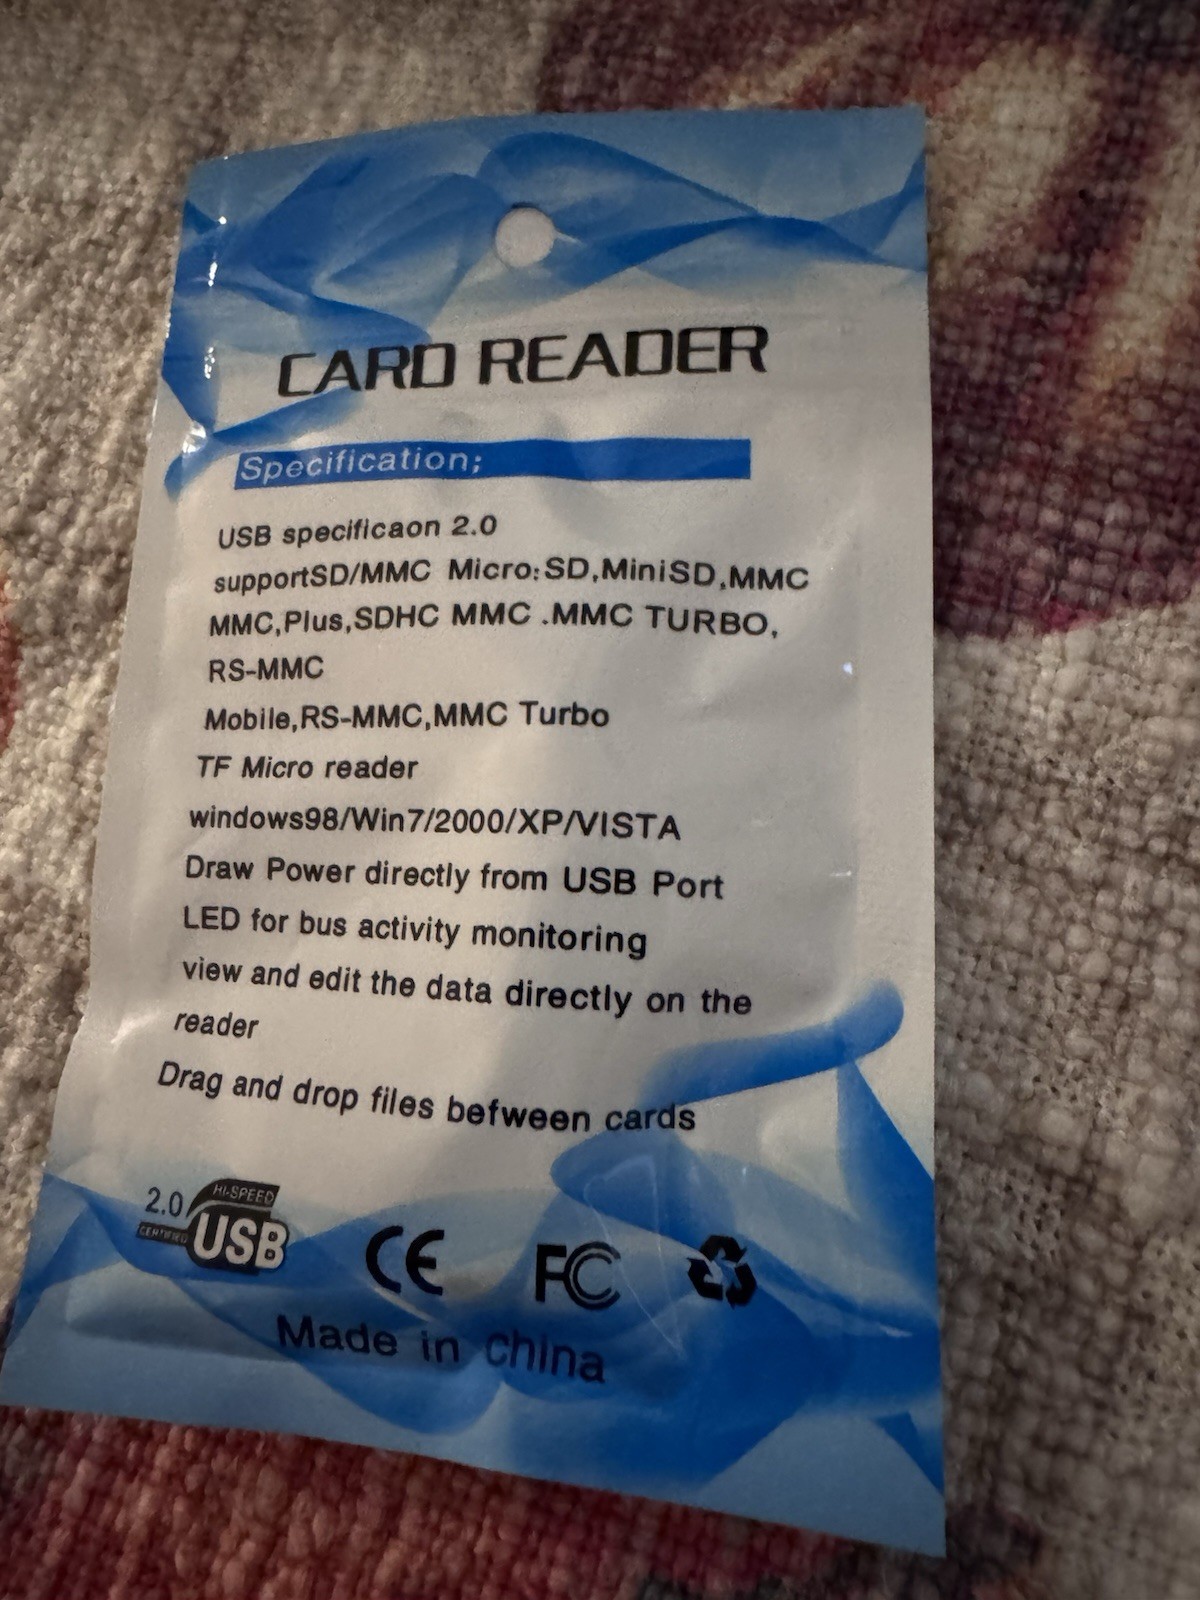 CARD READER
Specification;
USB specificaon 2.0
supportSD/MMC Micro:SD,MiniSD,MMC
MMC,Plus,SDHC MMC .MMC TURBO,
RS-MMC
Mobile,RS-MMC,MMC Turbo
TF Micro reader
windows98/Win7/2000/XP/VISTA
Draw Power directly from USB Port
LED for bus activity monitoring
view and edit the data directly on the
reader
Drag and drop files befween cards
2.0 HI-SPEED
CERTIFIED USB
CE FC
Made in china